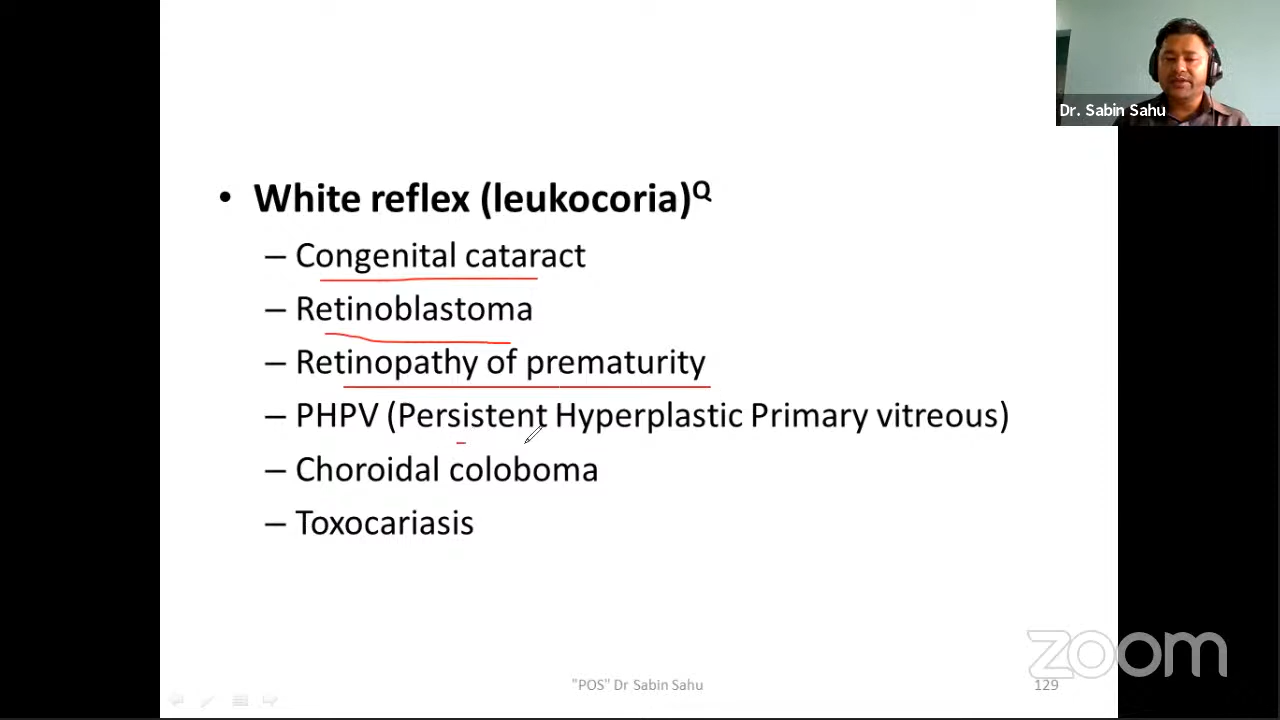 Dr. Sabin Sahu
• White reflex (leukocoria)Q
– Congenital cataract
– Retinoblastoma
– Retinopathy of prematurity
– PHPV (Persistent Hyperplastic Primary vitreous)
– Choroidal coloboma
– Toxocariasis
zoom
"POS" Dr Sabin Sahu
129